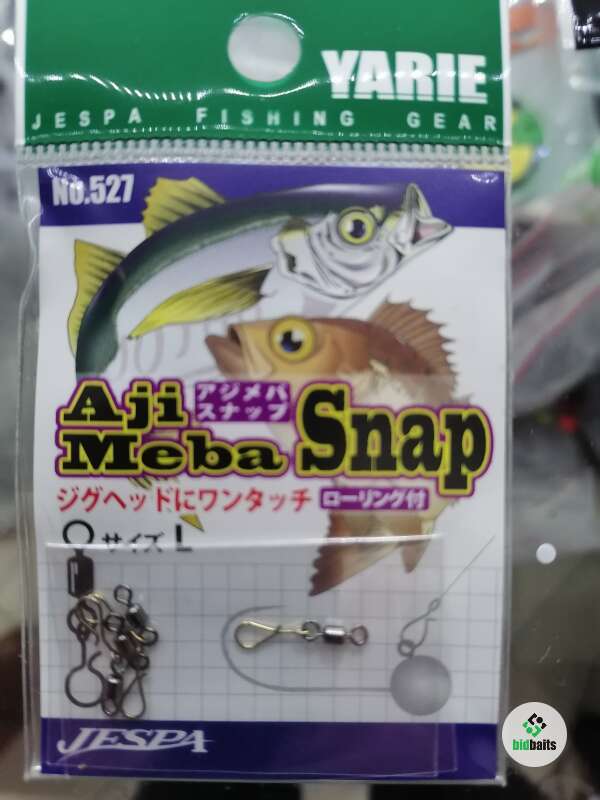 YARIE
JESPA FISHING GEAR
No.527
Aji
アジメバ
スナップ
Meba
Snap
ジグヘッドにワンタッチ ローリング付
サイズ L
JESPA
bidbaits